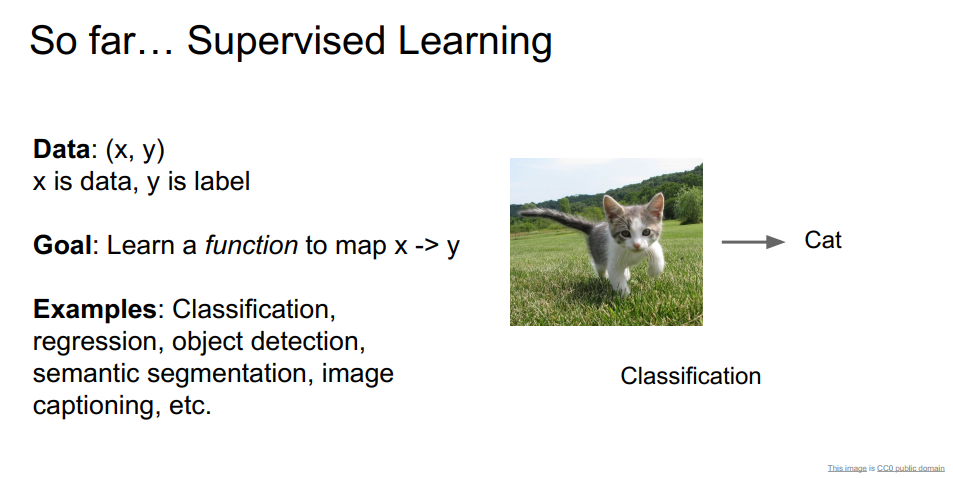 So far… Supervised Learning
Data: (x, y)
x is data, y is label
Goal: Learn a function to map x -> y
Examples: Classification,
regression, object detection,
semantic segmentation, image
captioning, etc.
Cat
Classification
This image is CC0 public domain